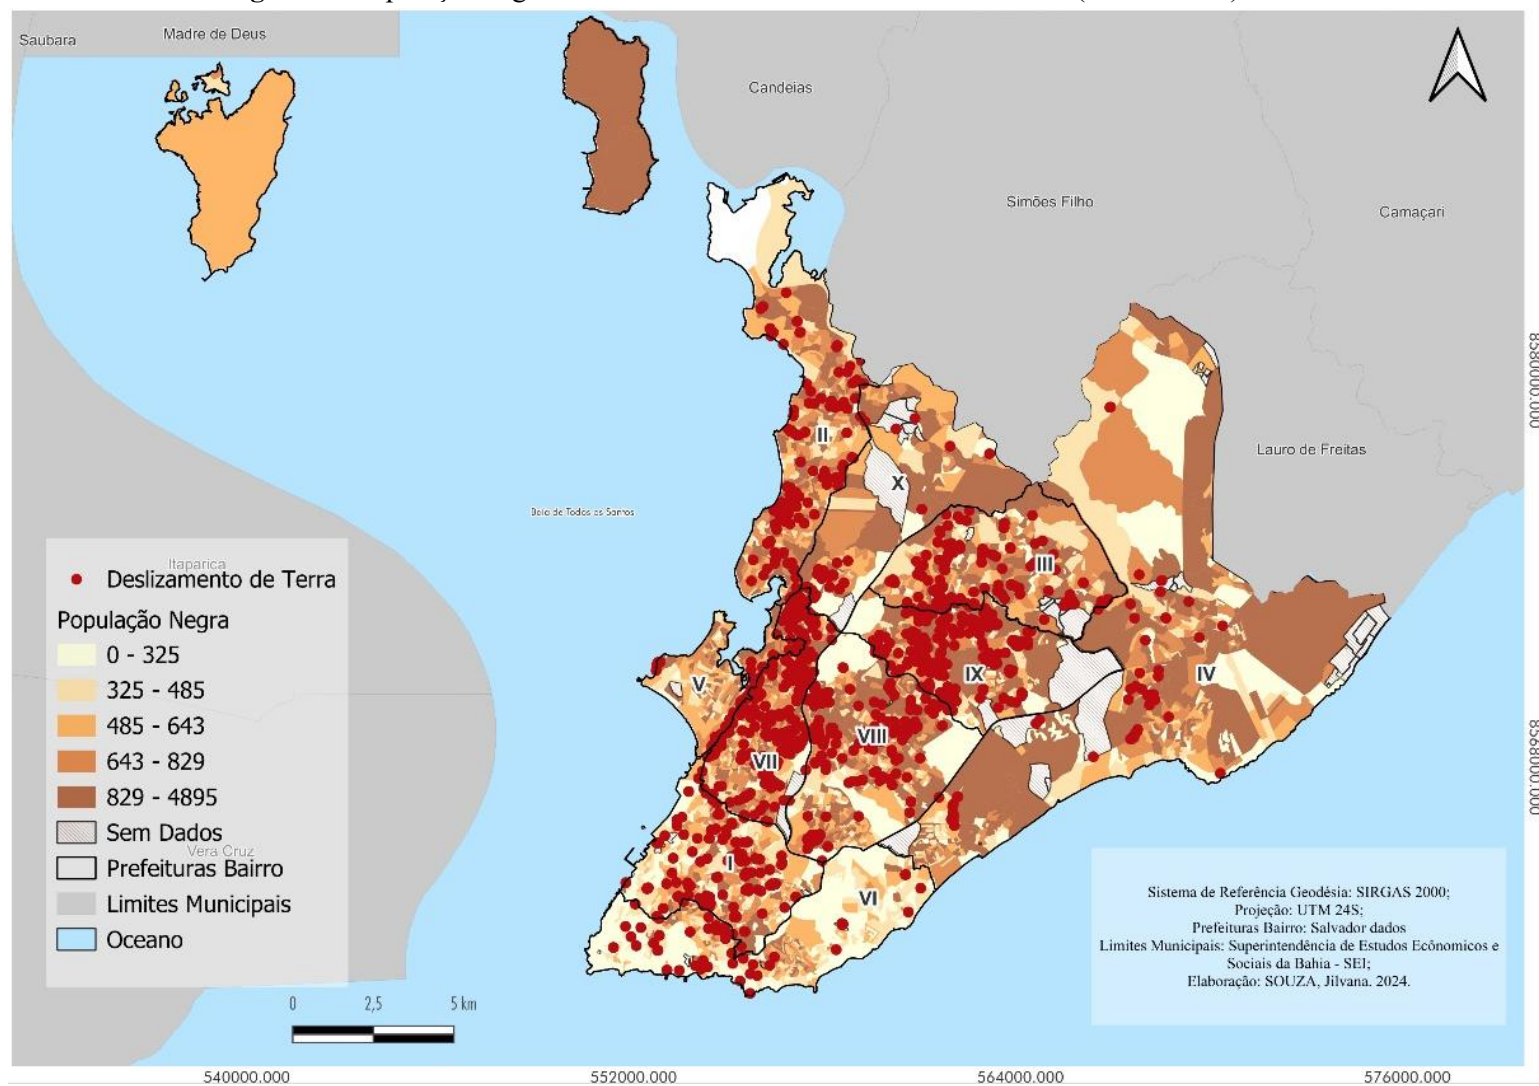 Saubara
Madre de Deus
Candeias
Simões Filho
Camaçari
Lauro de Freitas
8580000.000
8568000.000
II
X
III
IX
IV
V
VIII
VII
I
VI
Itaparica
Deslizamento de Terra
População Negra
0 - 325
325 - 485
485 - 643
643 - 829
829 - 4895
Sem Dados
Vera Cruz
Prefeituras Bairro
Limites Municipais
Oceano
0 2,5 5 km
Sistema de Referência Geodésia: SIRGAS 2000;
Projeção: UTM 24S;
Prefeituras Bairro: Salvador dados
Limites Municipais: Superintendência de Estudos Ecônomicos e
Sociais da Bahia - SEI;
Elaboração: SOUZA, Jilvana. 2024.
540000.000
552000.000
564000.000
576000.000